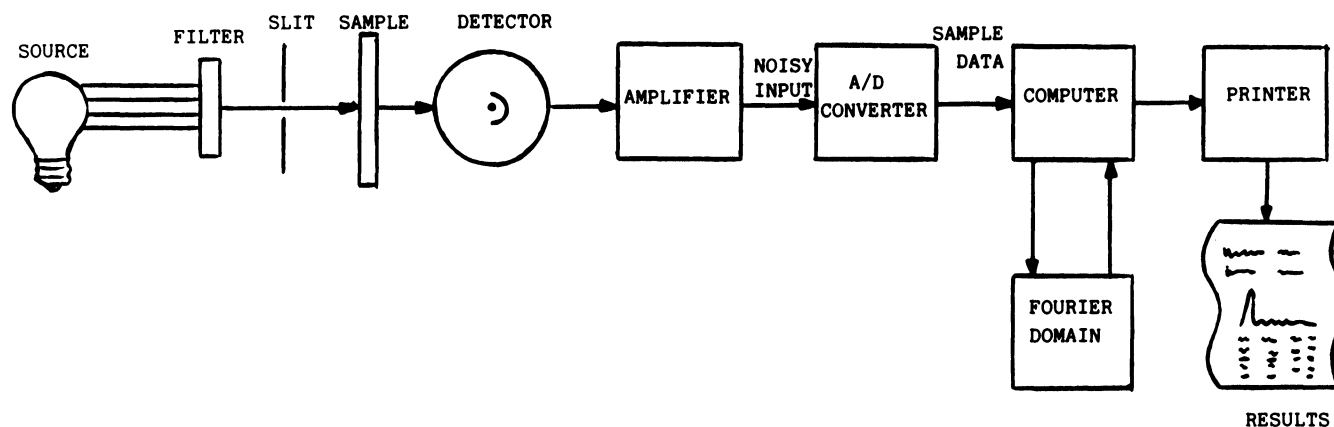 SOURCE
FILTER
SLIT
SAMPLE
DETECTOR
AMPLIFIER
NOISY
INPUT
A/D
CONVERTER
SAMPLE
DATA
COMPUTER
PRINTER
FOURIER
DOMAIN
RESULTS